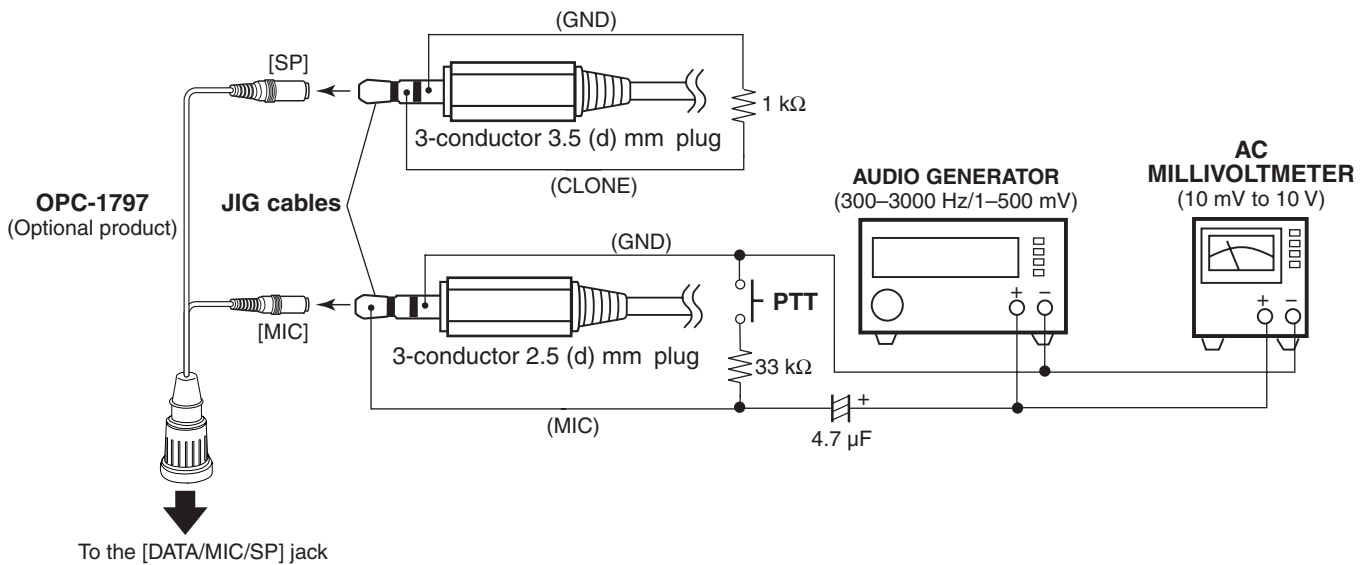 (GND)
[SP]
1 kΩ
3-conductor 3.5 (d) mm plug
(CLONE)
OPC-1797
(Optional product)
JIG cables
AUDIO GENERATOR
(300–3000 Hz/1–500 mV)
AC
MILLIVOLTMETER
(10 mV to 10 V)
(GND)
+ −
+ −
PTT
[MIC]
3-conductor 2.5 (d) mm plug
33 kΩ
(MIC)
+
4.7 µF
To the [DATA/MIC/SP] jack